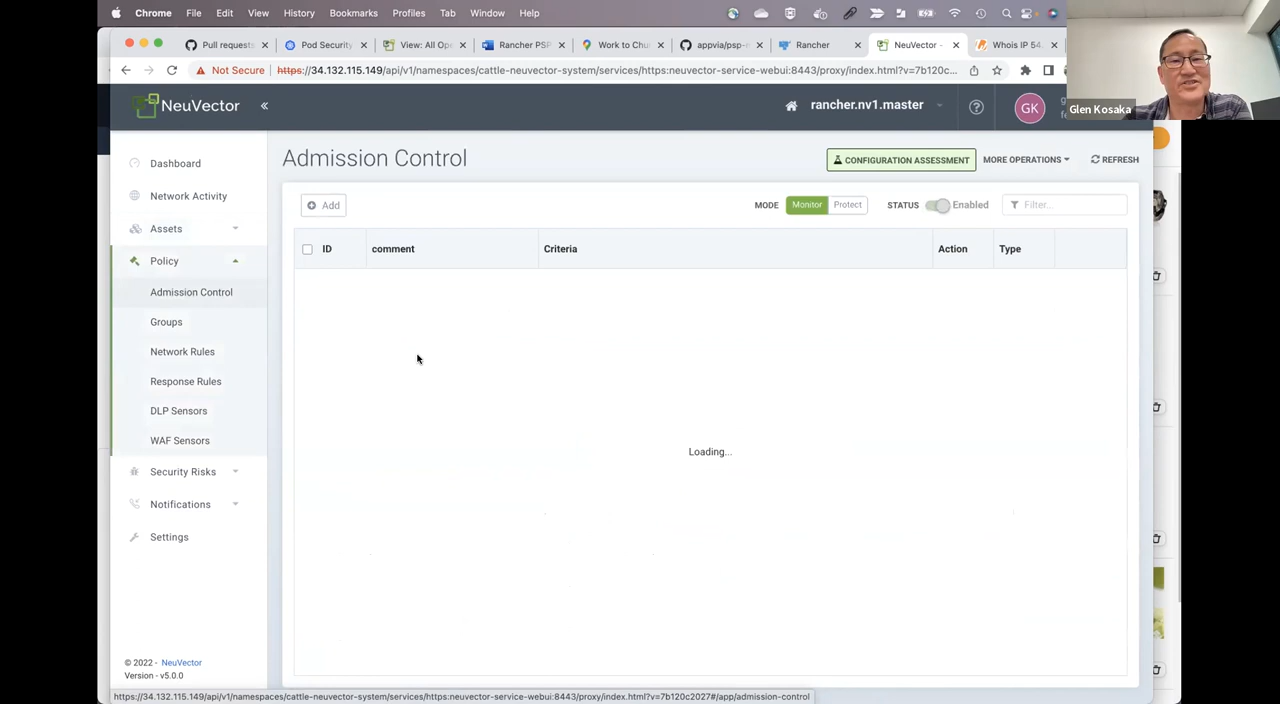 Chrome File Edit View History Bookmarks Profiles Tab Window Help
Pull requests Pod Security View: All Op Rancher PSP Work to Chu appvia/psp-n Rancher NeuVector - Whois IP 54.
Not Secure https://34.132.115.149/api/v1/namespaces/cattle-neuvector-system/services/https:neuvector-service-webui:8443/proxy/index.html?v=7b120c...
Glen Kosaka
NeuVector
rancher.nv1.master
GK
Dashboard
Network Activity
Assets
Policy
Admission Control
Groups
Network Rules
Response Rules
DLP Sensors
WAF Sensors
Security Risks
Notifications
Settings
© 2022 - NeuVector
Version - v5.0.0
Admission Control
CONFIGURATION ASSESSMENT MORE OPERATIONS REFRESH
Add MODE Monitor Protect STATUS Enabled Filter...
ID comment Criteria Action Type
Loading...
https://34.132.115.149/api/v1/namespaces/cattle-neuvector-system/services/https:neuvector-service-webui:8443/proxy/index.html?v=7b120c2027#/app/admission-control